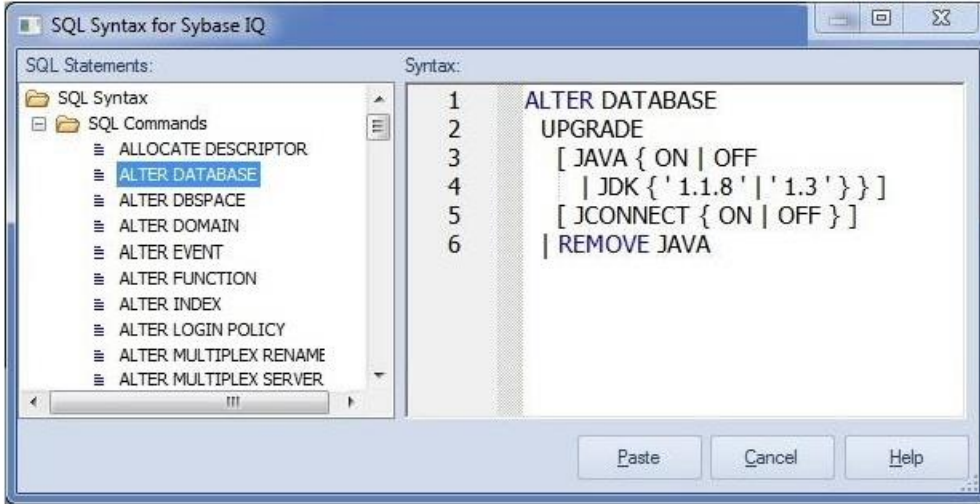 SQL Syntax for Sybase IQ
SQL Statements:
SQL Syntax
SQL Commands
ALLOCATE DESCRIPTOR
ALTER DATABASE
ALTER DBSPACE
ALTER DOMAIN
ALTER EVENT
ALTER FUNCTION
ALTER INDEX
ALTER LOGIN POLICY
ALTER MULTIPLEX RENAME
ALTER MULTIPLEX SERVER
Syntax:
1 ALTER DATABASE
2 UPGRADE
3 [ JAVA { ON | OFF
4 | JDK { ' 1.1.8 ' | ' 1.3 ' } } ]
5 [ JCONNECT { ON | OFF } ]
6 | REMOVE JAVA
Paste
Cancel
Help